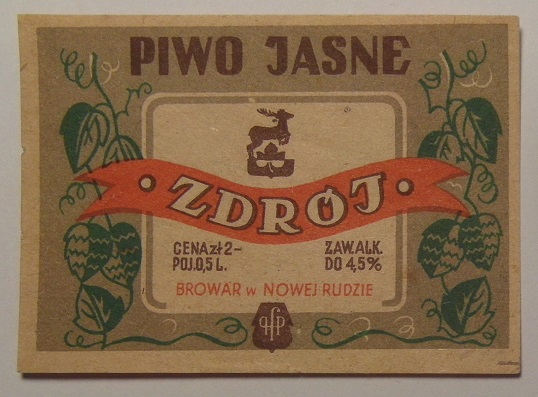 PIWO JASNE
• ZDRÓJ •
CENA zł 2-
POJ. 0,5 L.
ZAW. ALK.
DO 4,5%
BROWAR w NOWEJ RUDZIE